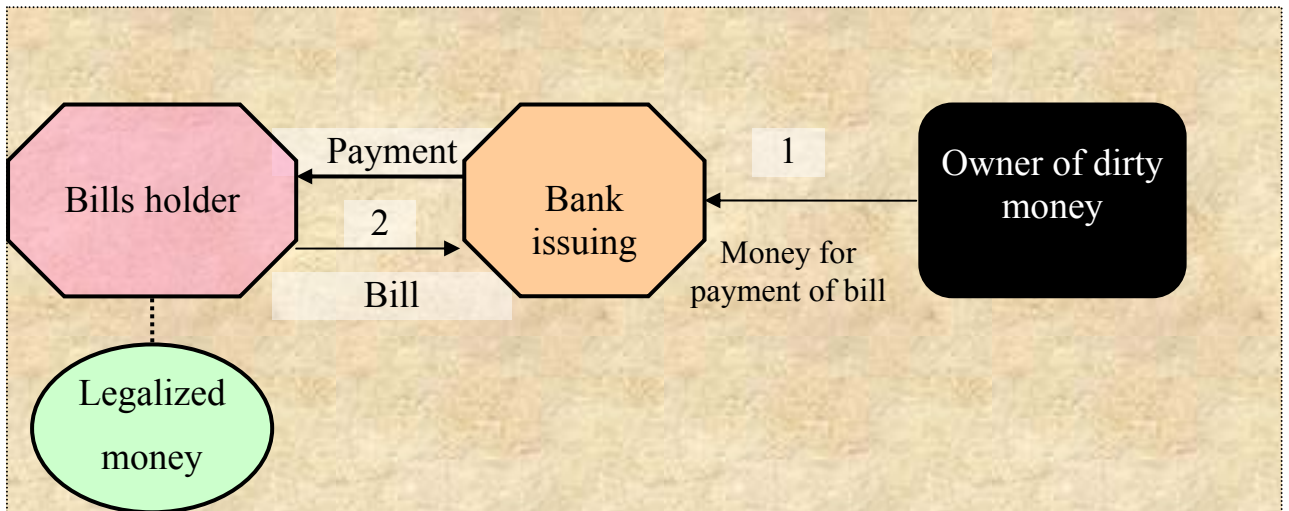 Bills holder
Payment
2
Bill
Bank
issuing
1
Money for
payment of bill
Owner of dirty
money
Legalized
money